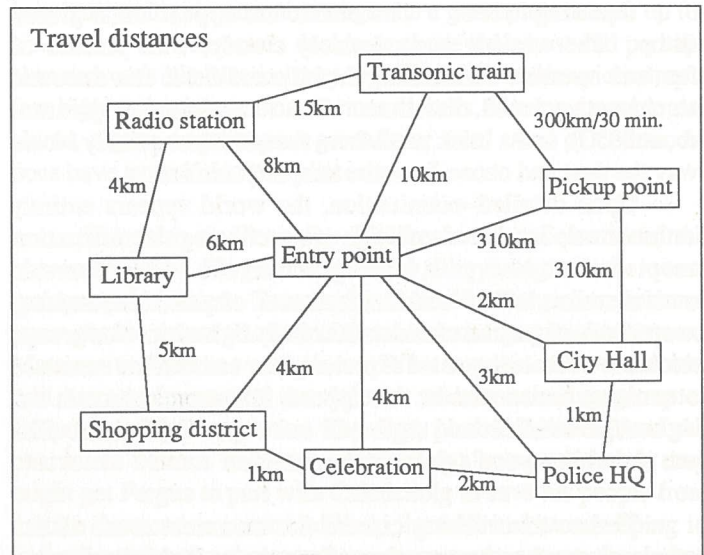 Travel distances
Transonic train
15km
Radio station
300km/30 min.
8km
10km
4km
Pickup point
6km
310km
Entry point
310km
Library
2km
5km
City Hall
4km
3km
4km
1km
Shopping district
Celebration
1km
2km
Police HQ